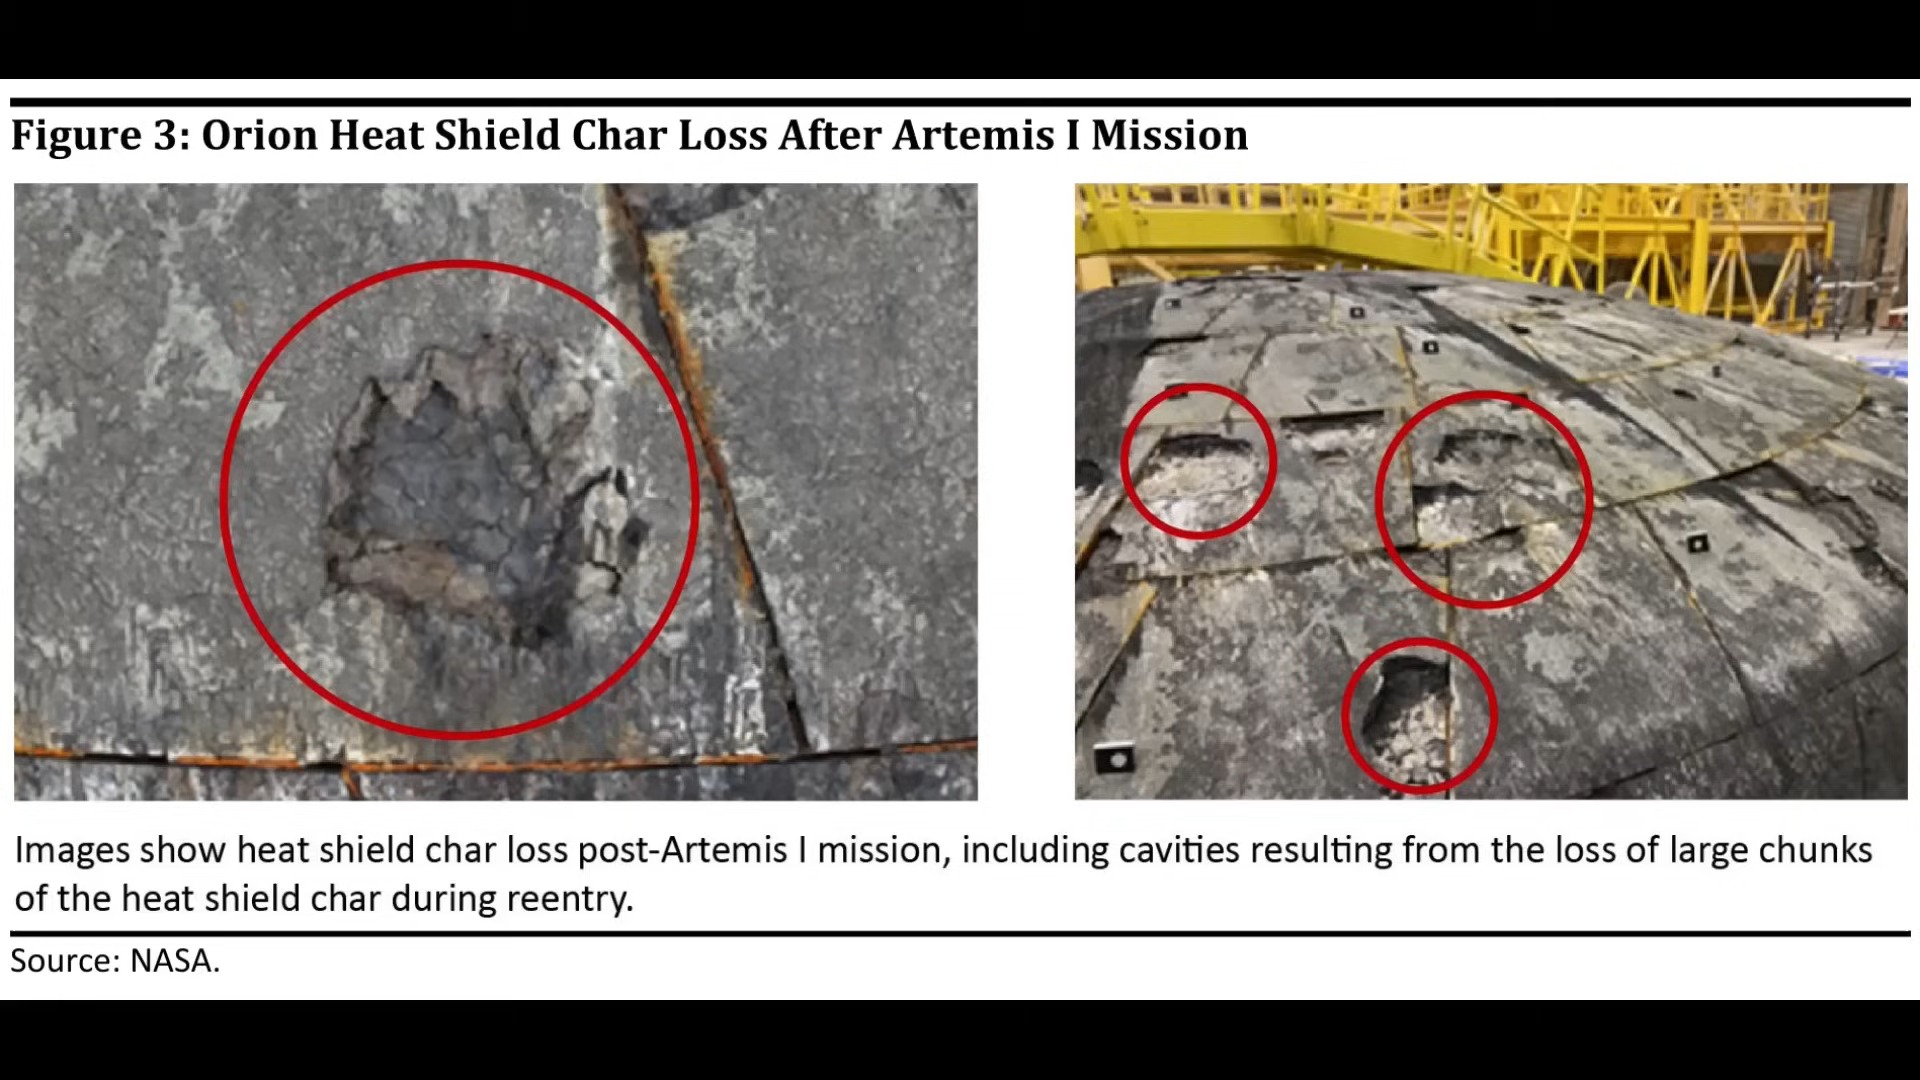 Figure 3: Orion Heat Shield Char Loss After Artemis I Mission
Images show heat shield char loss post-Artemis I mission, including cavities resulting from the loss of large chunks
of the heat shield char during reentry.
Source: NASA.